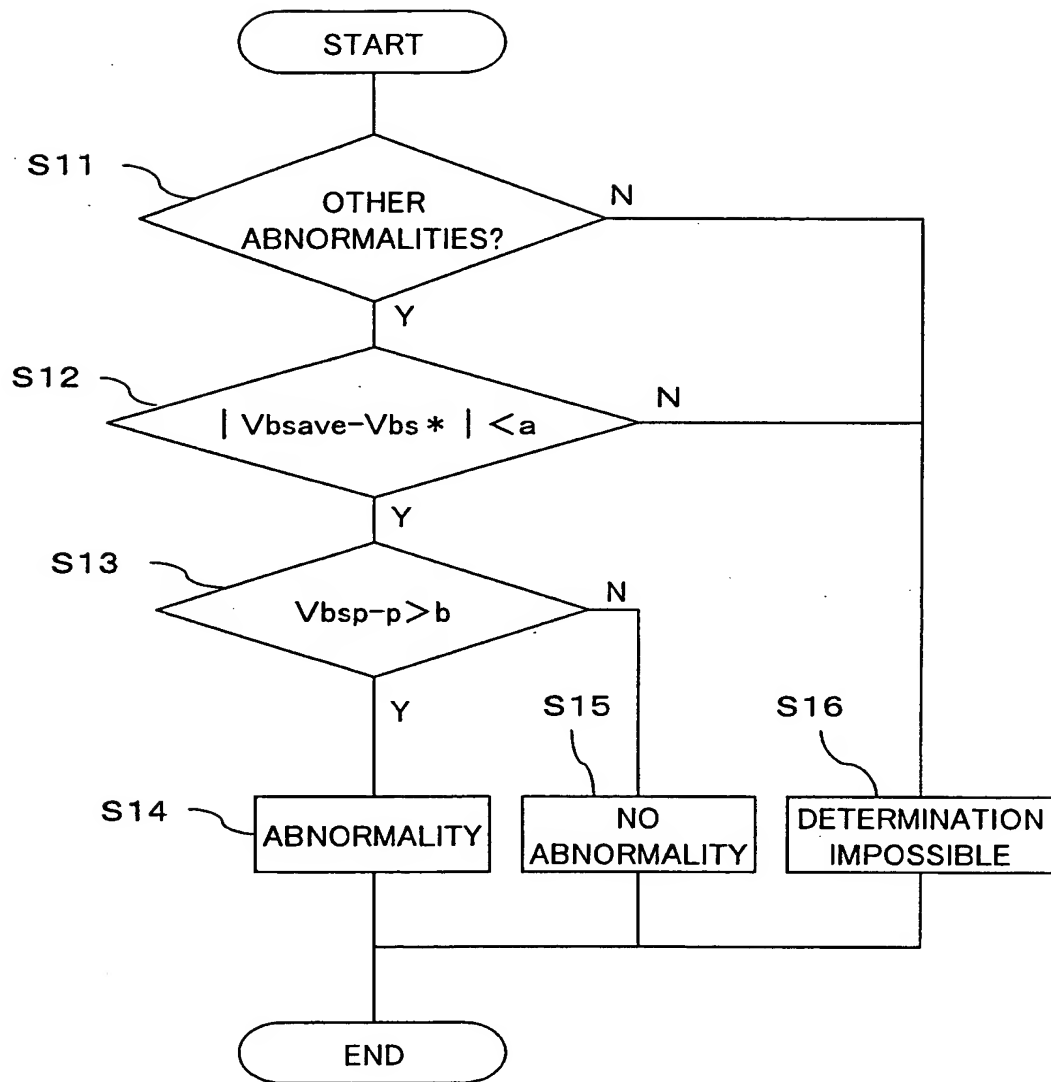 START
S11
OTHER
ABNORMALITIES?
N
Y
S12
| Vbsave-Vbs* | <a
N
Y
S13
Vbsp-p>b
N
Y
S14
ABNORMALITY
S15
NO
ABNORMALITY
S16
DETERMINATION
IMPOSSIBLE
END